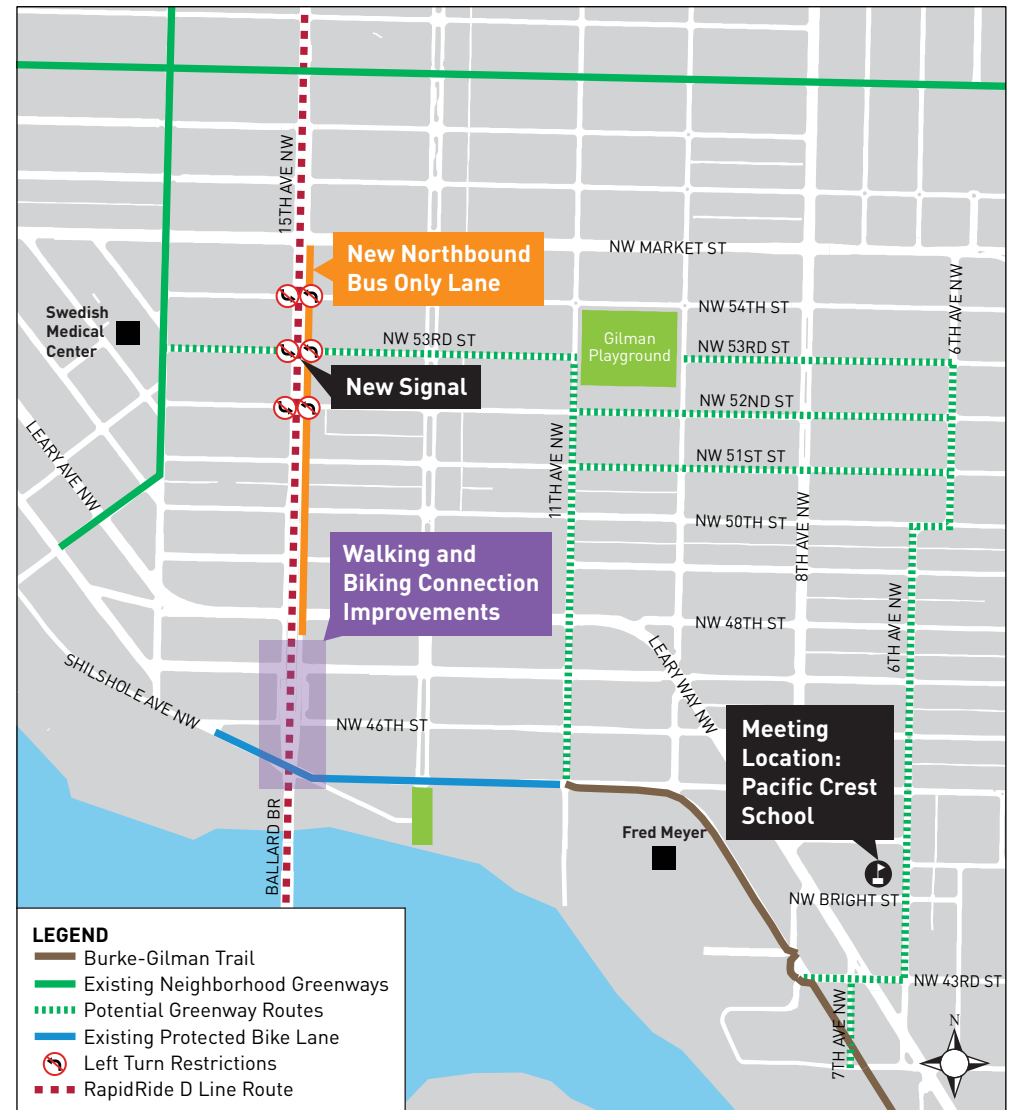 15TH AVE NW
New Northbound
Bus Only Lane
NW MARKET ST
6TH AVE NW
NW 54TH ST
Swedish
Medical
Center
NW 53RD ST
Gilman
Playground
NW 53RD ST
New Signal
NW 52ND ST
LEARY AVE NW
11TH AVE NW
NW 51ST ST
8TH AVE NW
NW 50TH ST
Walking and
Biking Connection
Improvements
6TH AVE NW
NW 48TH ST
LEARY WAY NW
SHILSHOLE AVE NW
NW 46TH ST
Meeting
Location:
Pacific Crest
School
BALLARD BR
Fred Meyer
NW BRIGHT ST
NW 43RD ST
7TH AVE NW
N
LEGEND
Burke-Gilman Trail
Existing Neighborhood Greenways
Potential Greenway Routes
Existing Protected Bike Lane
Left Turn Restrictions
RapidRide D Line Route